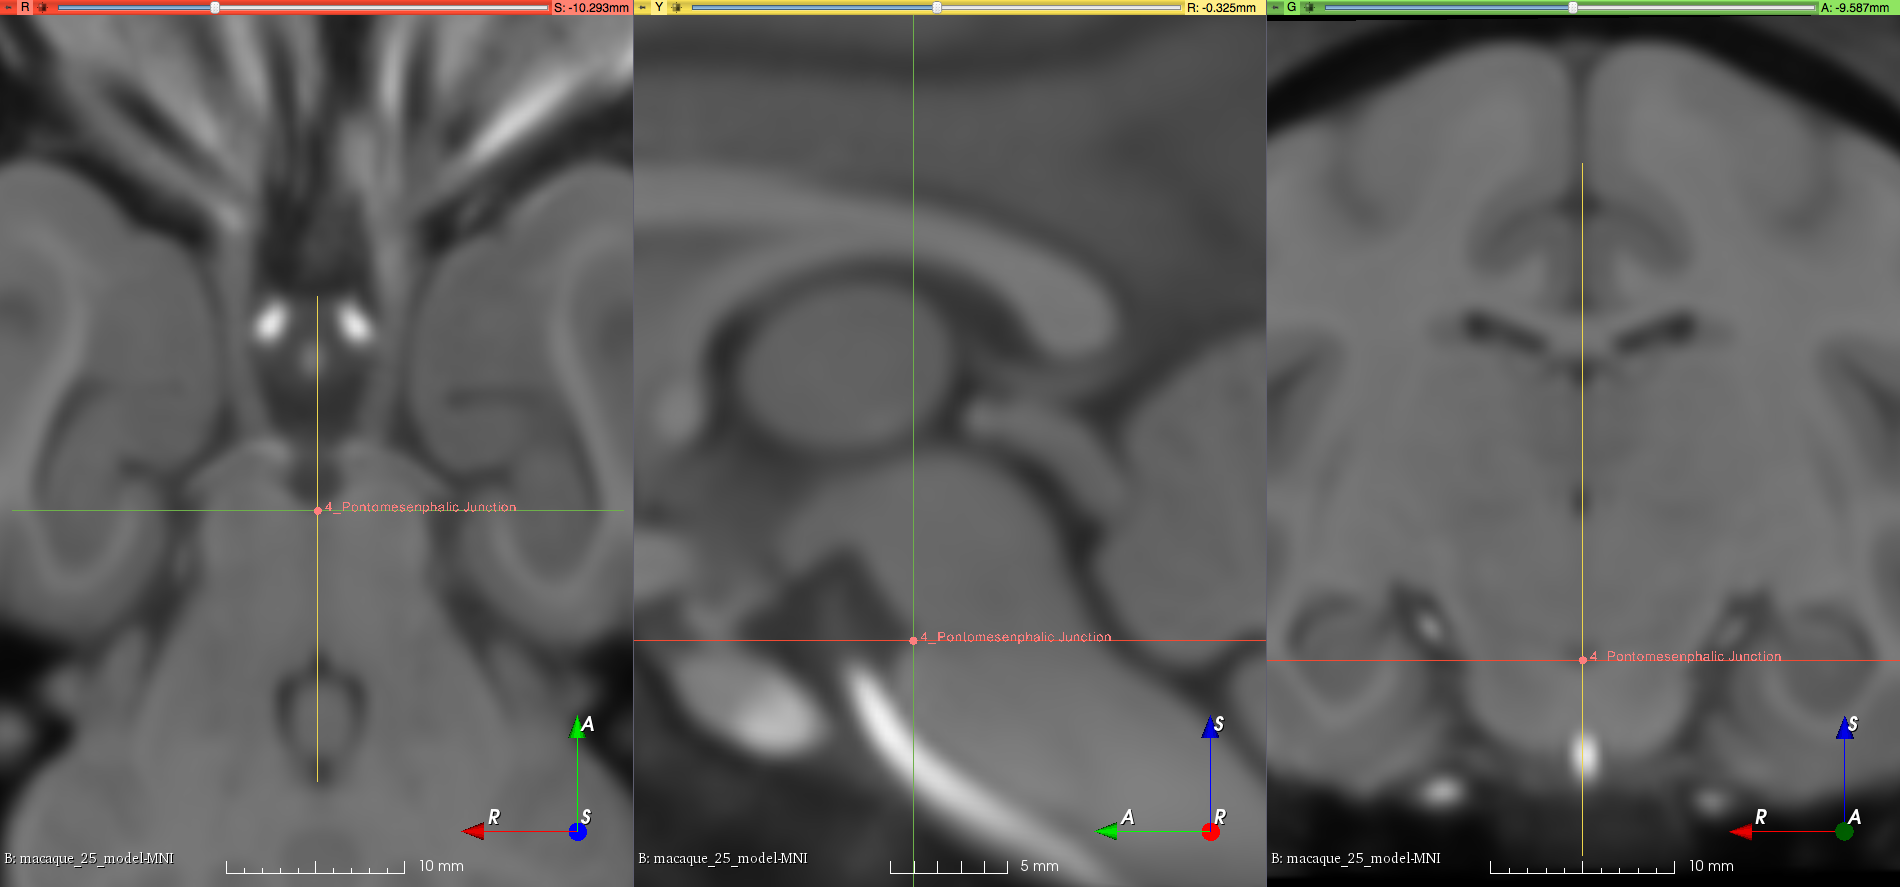 R S: -10.293mm
Y R: -0.325mm
G A: -9.587mm
4_Pontomesenphalic Junction
4_Pontomesenphalic Junction
4_Pontomesenphalic Junction
A
R S
B: macaque_25_model-MNI
10 mm
S
A R
B: macaque_25_model-MNI
5 mm
S
R A
B: macaque_25_model-MNI
10 mm